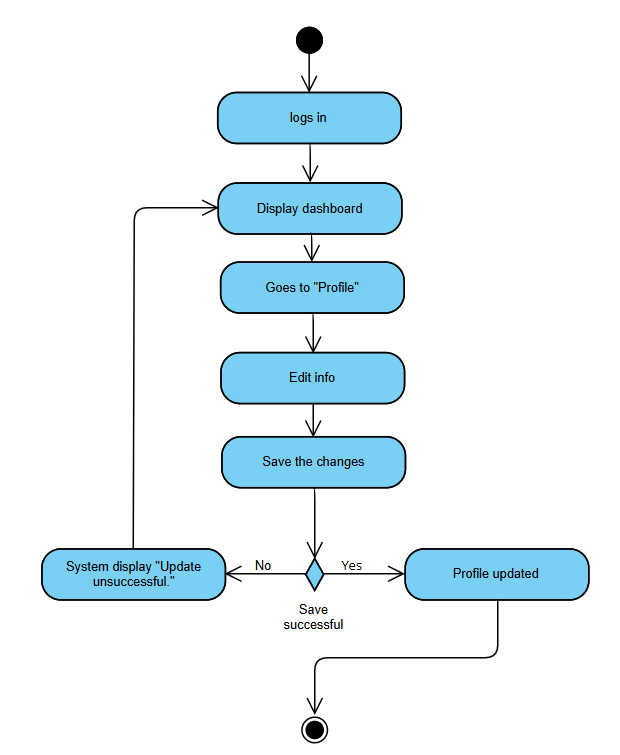 logs in
Display dashboard
Goes to "Profile"
Edit info
Save the changes
System display "Update
unsuccessful."
No
Yes
Profile updated
Save
successful